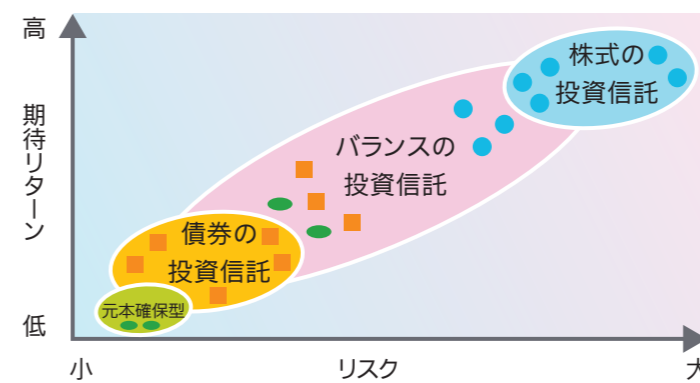 高
期待リターン
低
株式の
投資信託
バランスの
投資信託
債券の
投資信託
元本確保型
小
リスク
大